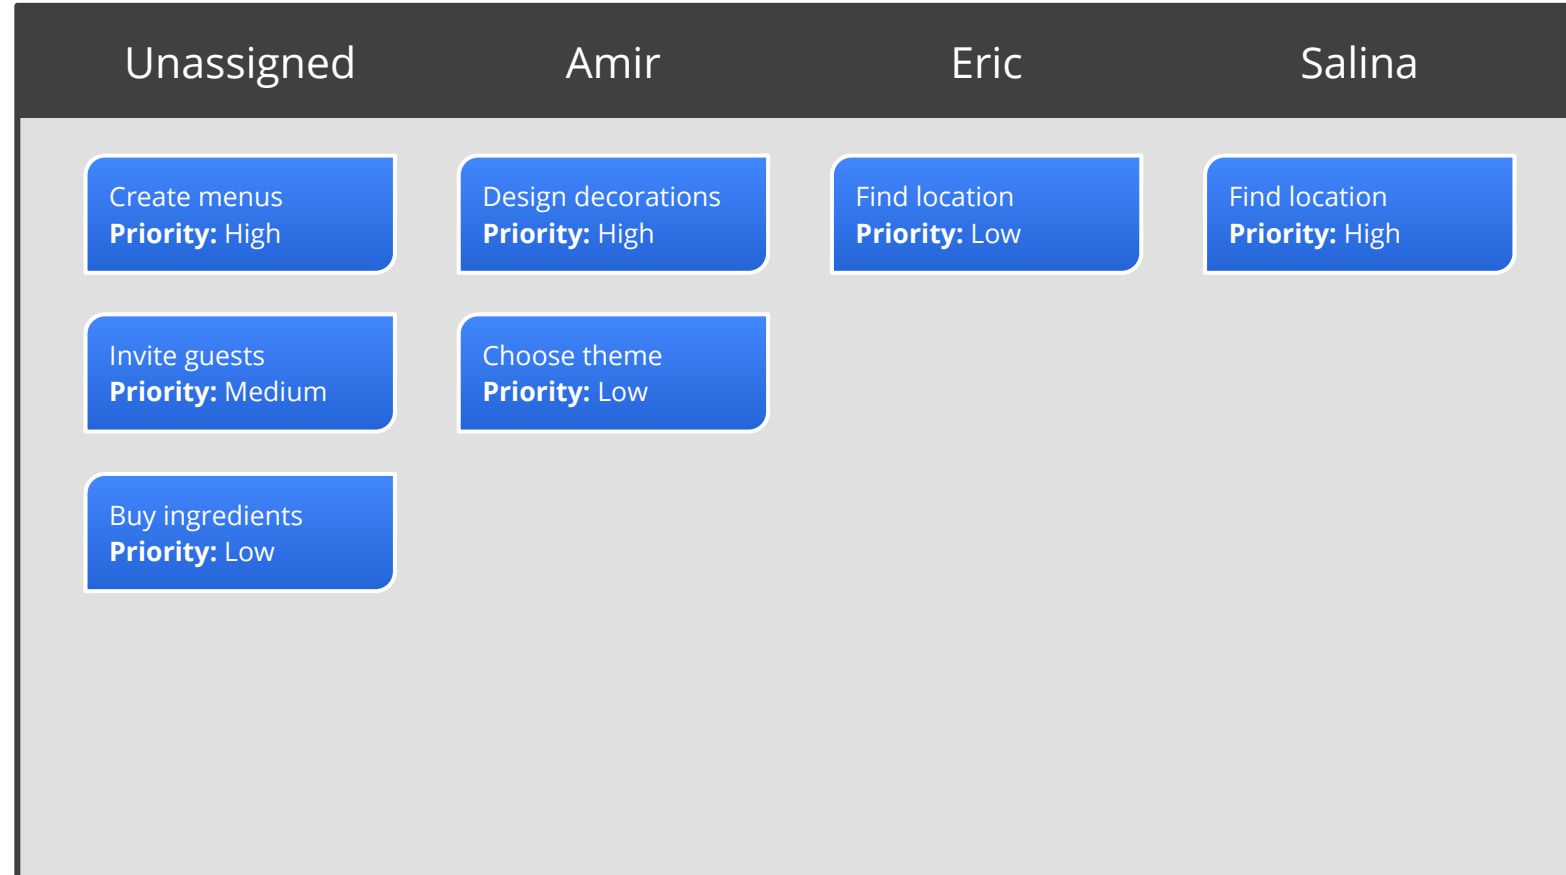 Unassigned
Amir
Eric
Salina
Create menus
Priority: High
Design decorations
Priority: High
Find location
Priority: Low
Find location
Priority: High
Invite guests
Priority: Medium
Choose theme
Priority: Low
Buy ingredients
Priority: Low